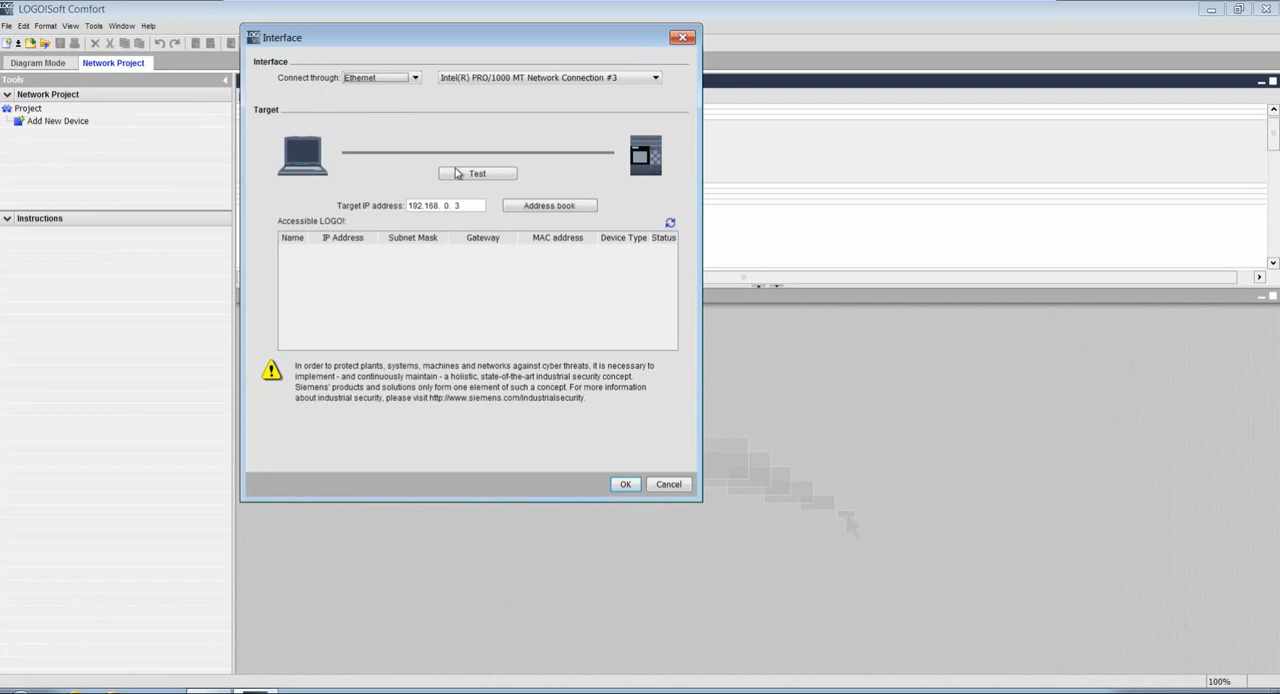 LOGO!Soft Comfort
File Edit Format View Tools Window Help
Diagram Mode Network Project
Tools
Network Project
Project
Add New Device
Instructions
Interface
Interface
Connect through: Ethernet Intel(R) PRO/1000 MT Network Connection #3
Target
Test
Target IP address: 192.168. 0. 3 Address book
Accessible LOGO!:
Name IP Address Subnet Mask Gateway MAC address Device Type Status
In order to protect plants, systems, machines and networks against cyber threats, it is necessary to
implement - and continuously maintain - a holistic, state-of-the-art industrial security concept.
Siemens' products and solutions only form one element of such a concept. For more information
about industrial security, please visit http://www.siemens.com/industrialsecurity.
OK Cancel
100%